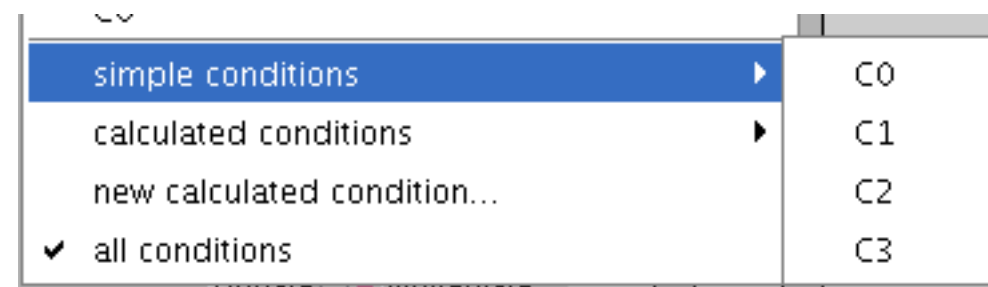 simple conditions
calculated conditions
new calculated condition...
all conditions
C0
C1
C2
C3